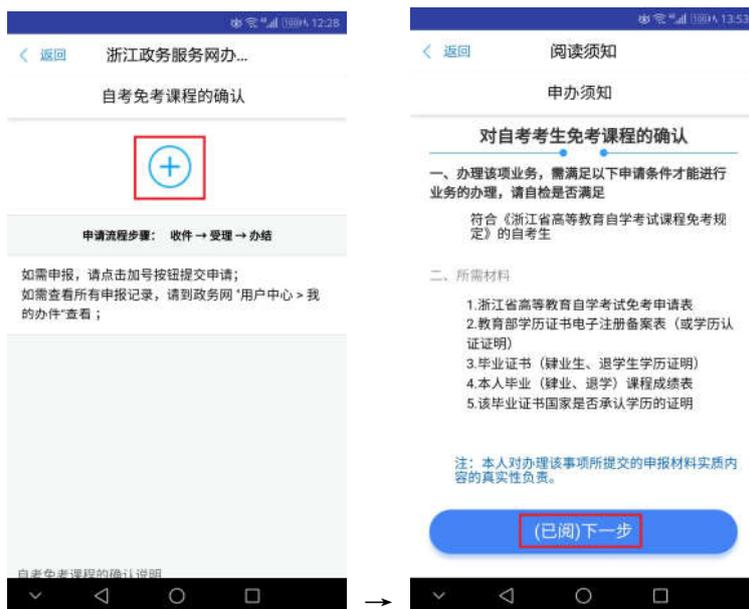 12:28
返回 浙江政务服务网办...
自考免考课程的确认
申请流程步骤： 收件→受理→办结
如需申报，请点击加号按钮提交申请；
如需查看所有申报记录，请到政务网 "用户中心 > 我
的办件"查看；
自考免考课程的确认说明
→
13:53
返回 阅读须知
申办须知
对自考考生免考课程的确认
一、办理该项业务，需满足以下申请条件才能进行
业务的办理，请自检是否满足
符合《浙江省高等教育自学考试课程免考规
定》的自考生
二、所需材料
1.浙江省高等教育自学考试免考申请表
2.教育部学历证书电子注册备案表（或学历认
证证明）
3.毕业证书（肄业生、退学生学历证明）
4.本人毕业（肄业、退学）课程成绩表
5.该毕业证书国家是否承认学历的证明
注：本人对办理该事项所提交的申报材料实质内
容的真实性负责。
(已阅)下一步